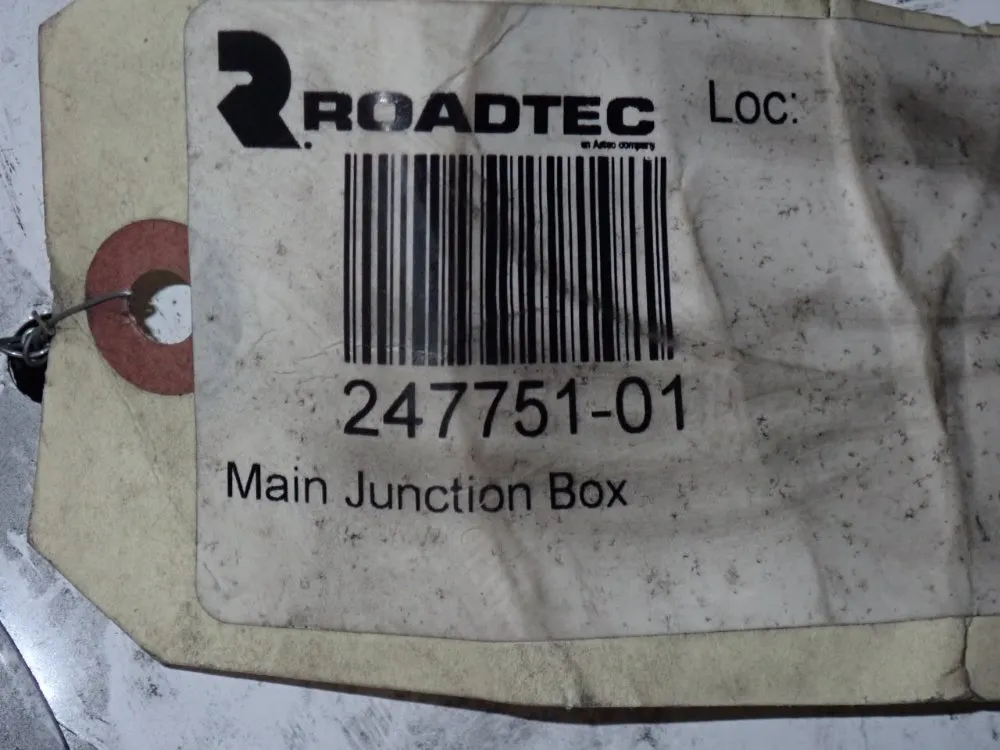 ROADTEC Loc:
an Astec company
247751-01
Main Junction Box